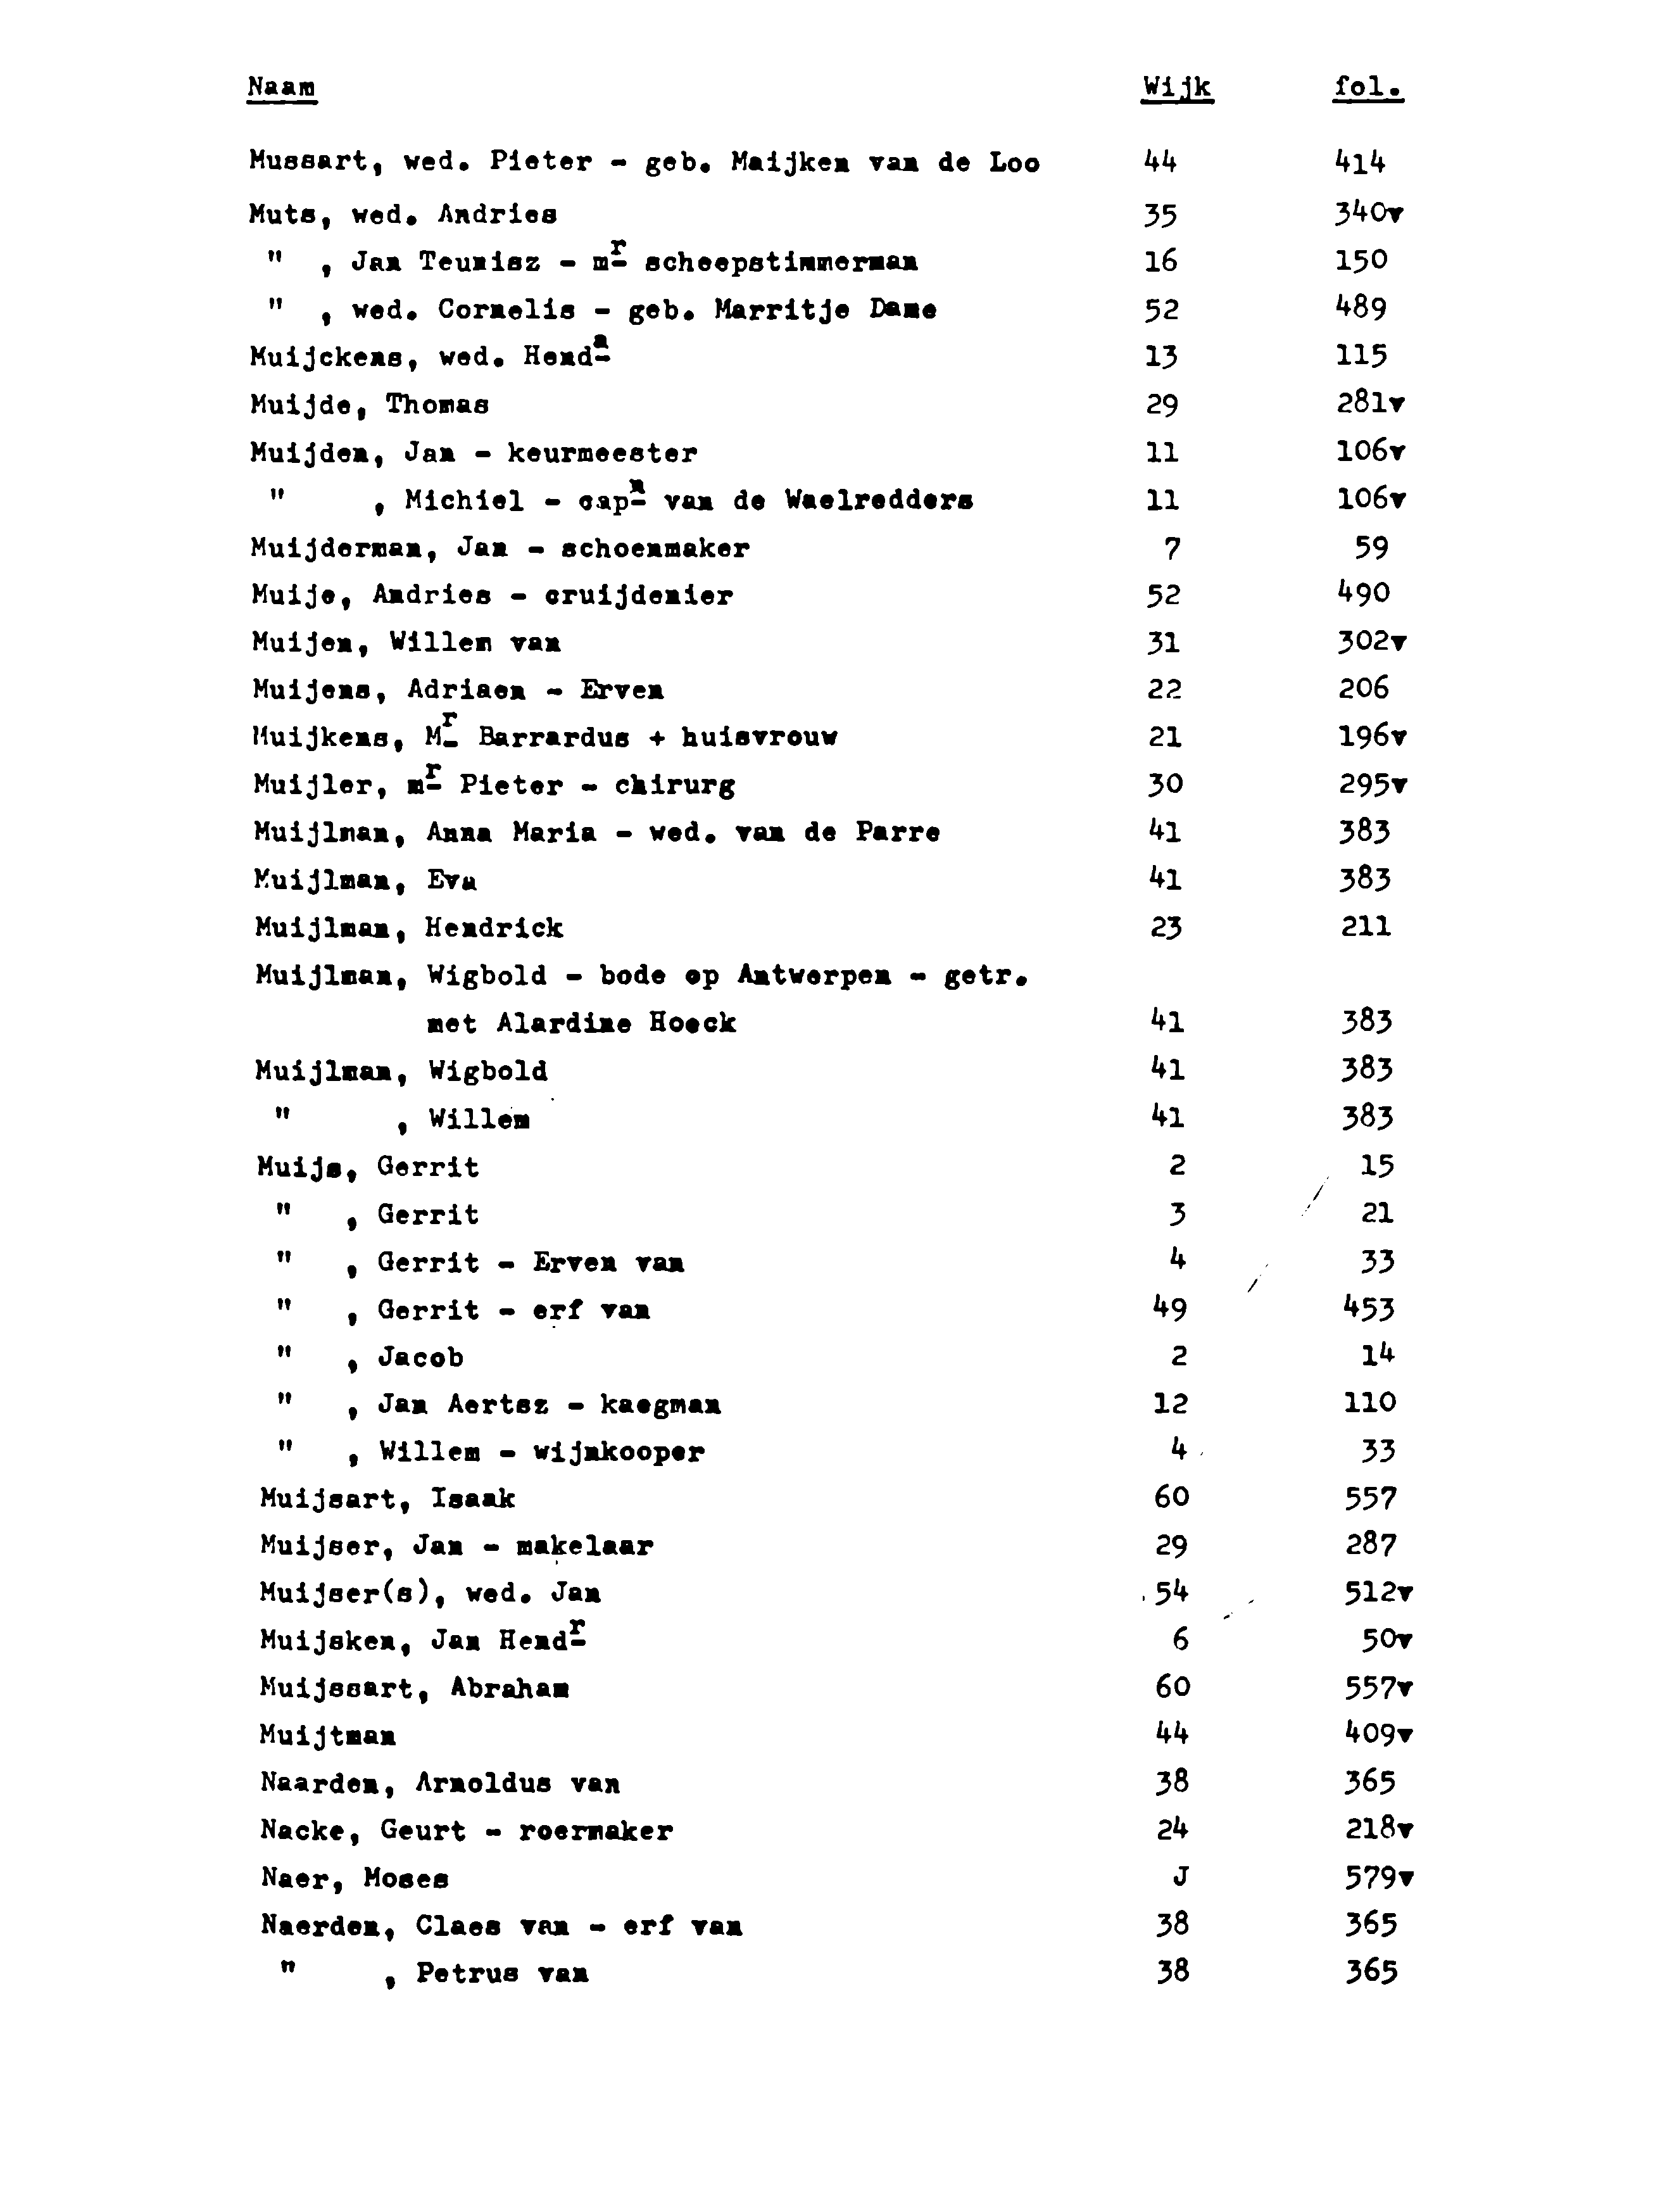 Naam Wijk fol.
Mussart, wed. Pieter - geb. Maijken van de Loo 44 414
Muts, wed. Andries 35 340v
" , Jan Teunisz - mr scheepstimmerman 16 150
" , wed. Cornelis - geb. Marritje Dame 52 489
Muijckens, wed. Henda 13 115
Muijde, Thomas 29 281v
Muijden, Jan - keurmeester 11 106v
" , Michiel - capn van de Waelredders 11 106v
Muijderman, Jan - schoenmaker 7 59
Muije, Andries - cruijdenier 52 490
Muijen, Willem van 31 302v
Muijens, Adriaen - Erven 22 206
Muijkens, Mr Barrardus + huisvrouw 21 196v
Muijler, mr Pieter - chirurg 30 295v
Muijlman, Anna Maria - wed. van de Parre 41 383
Muijlman, Eva 41 383
Muijlman, Hendrick 23 211
Muijlman, Wigbold - bode op Antwerpen - getr.
met Alardine Hoeck 41 383
Muijlman, Wigbold 41 383
" , Willem 41 383
Muijs, Gerrit 2 15
" , Gerrit 3 21
" , Gerrit - Erven van 4 33
" , Gerrit - erf van 49 453
" , Jacob 2 14
" , Jan Aertsz - kaegman 12 110
" , Willem - wijnkooper 4 33
Muijsart, Isaak 60 557
Muijser, Jan - makelaar 29 287
Muijser(s), wed. Jan 54 512v
Muijsken, Jan Hendr 6 50v
Muijssart, Abraham 60 557v
Muijtman 44 409v
Naarden, Arnoldus van 38 365
Nacke, Geurt - roermaker 24 218v
Naer, Moses J 579v
Naerden, Claes van - erf van 38 365
" , Petrus van 38 365